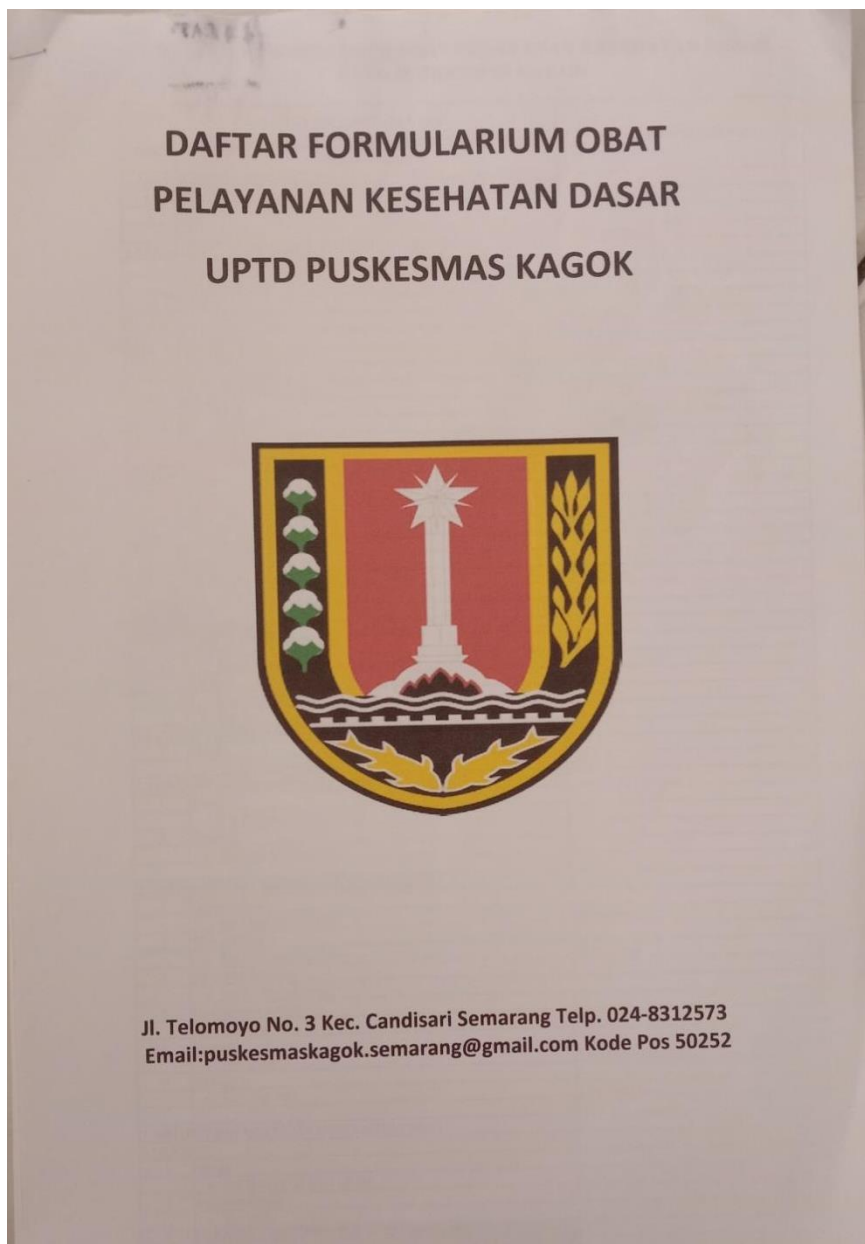 DAFTAR FORMULARIUM OBAT
PELAYANAN KESEHATAN DASAR
UPTD PUSKESMAS KAGOK
Jl. Telomoyo No. 3 Kec. Candisari Semarang Telp. 024-8312573
Email:puskesmaskagok.semarang@gmail.com Kode Pos 50252